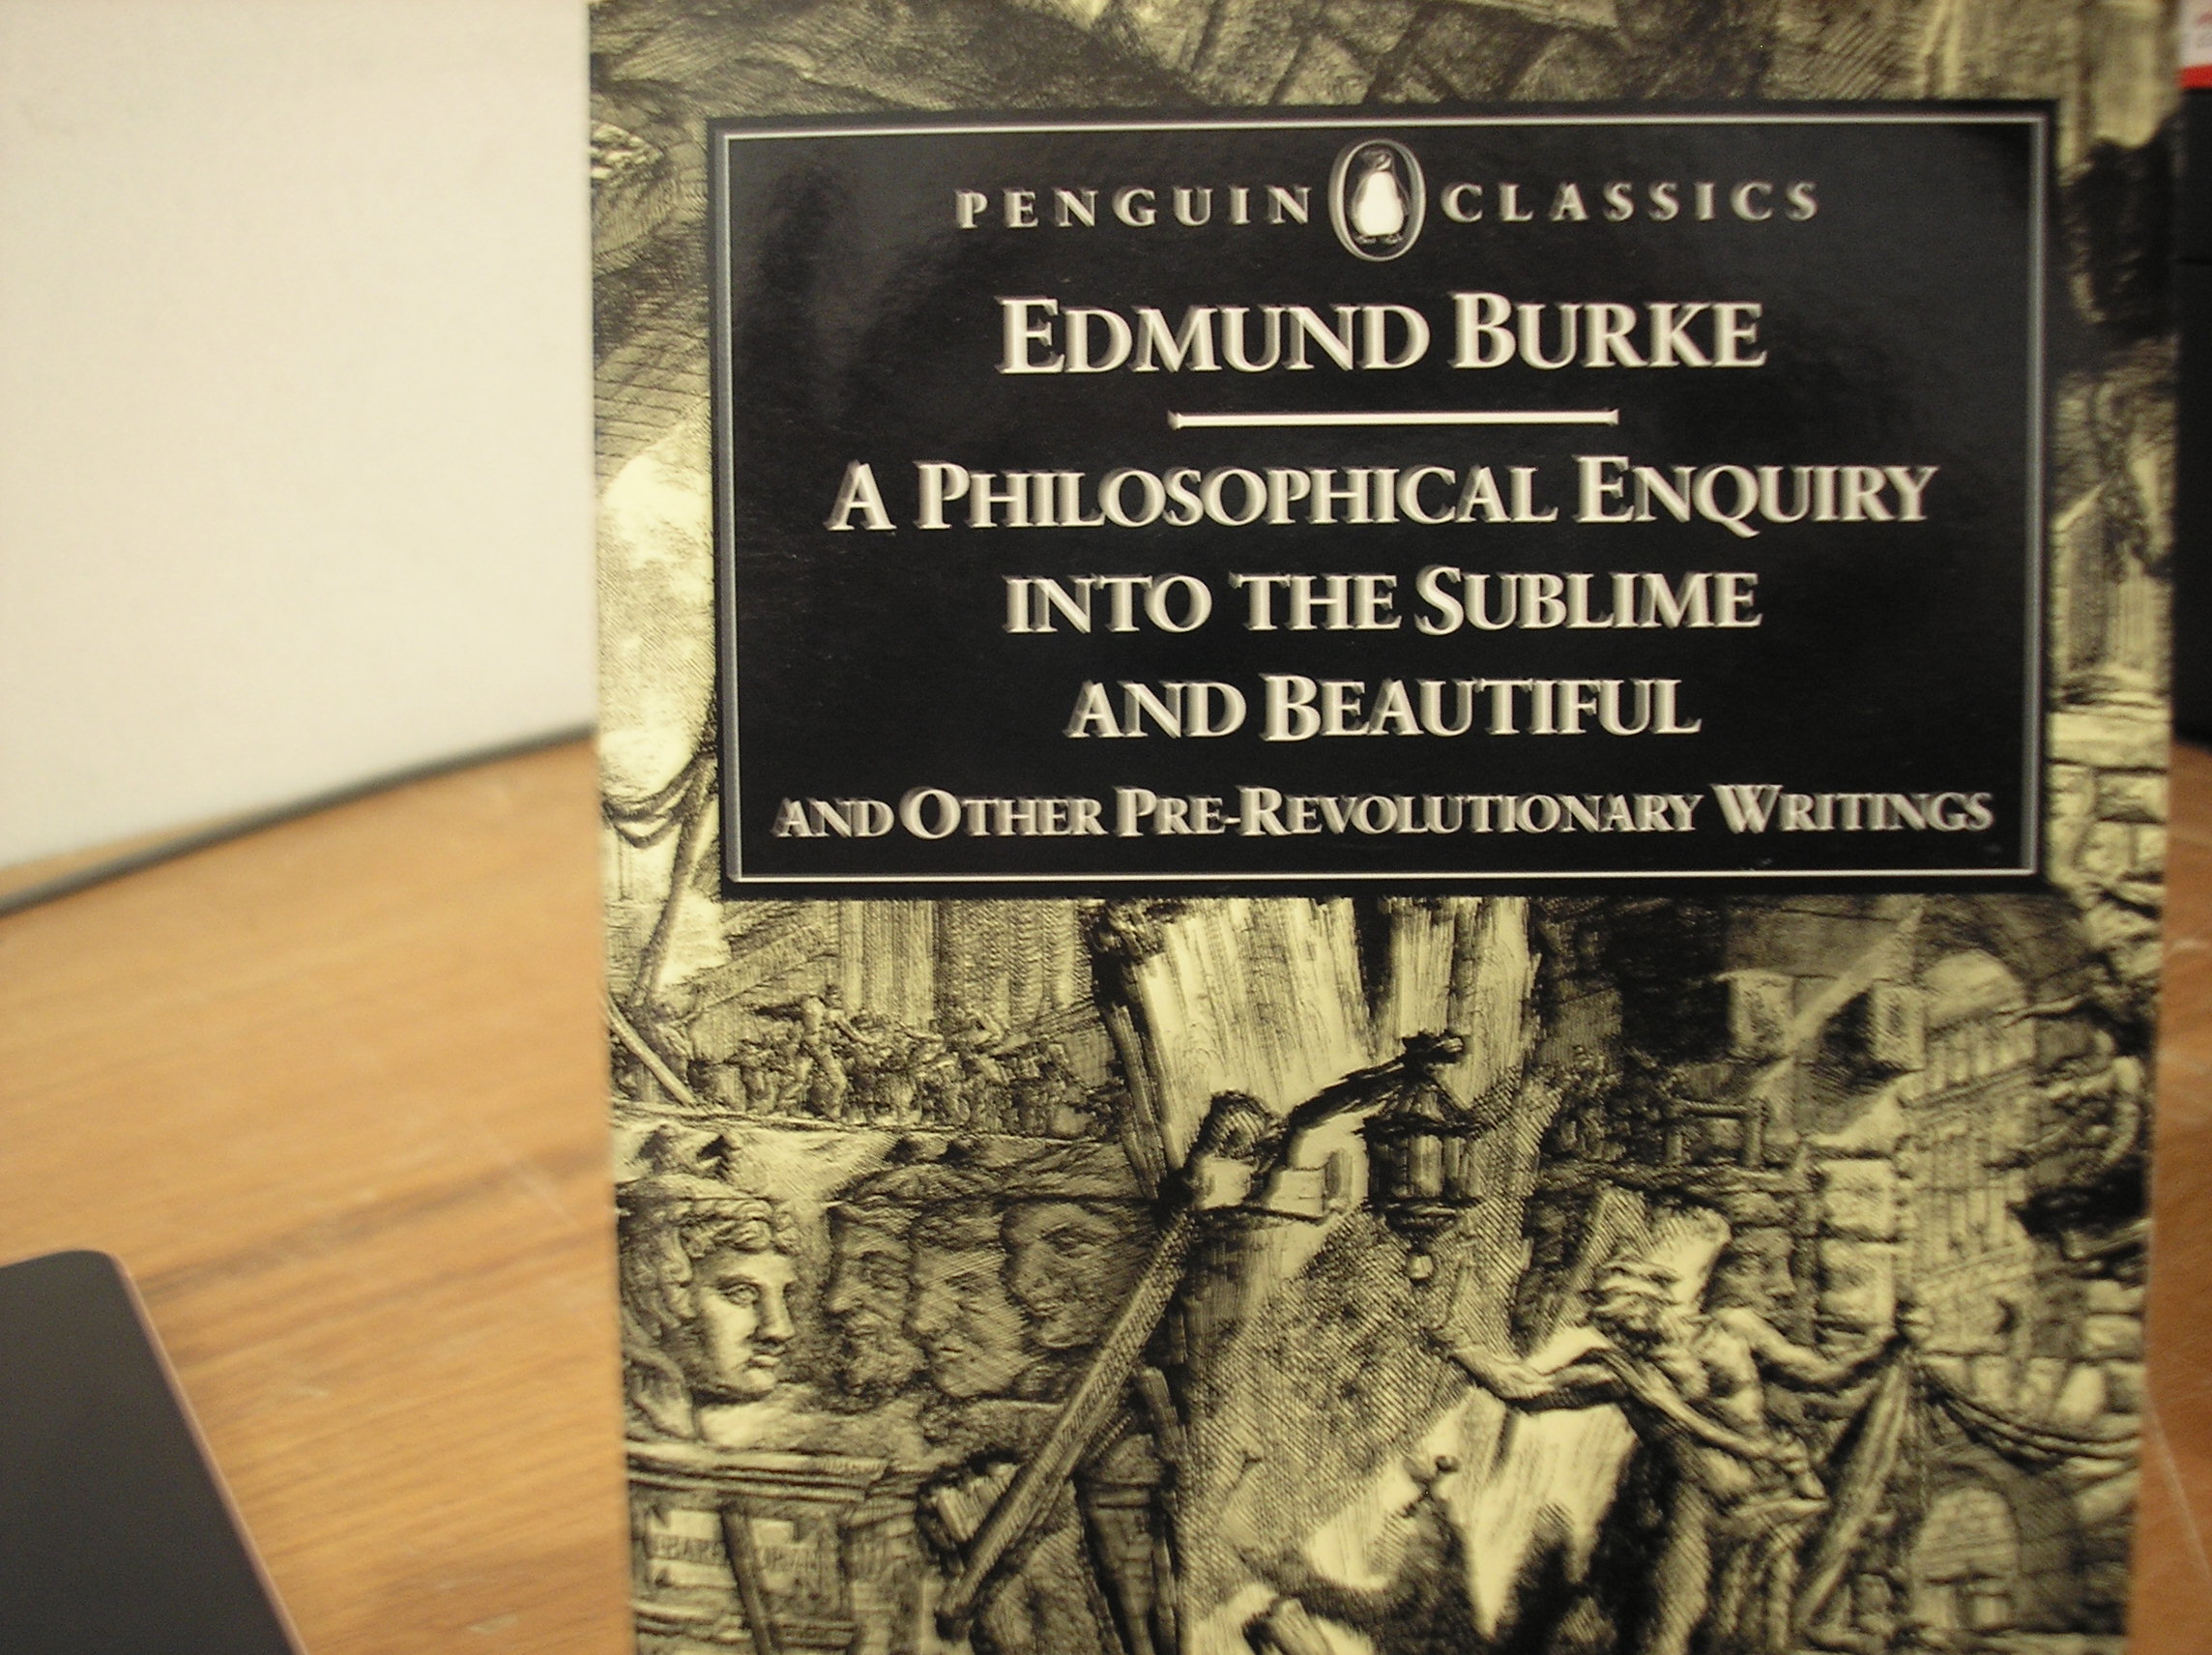 PENGUIN CLASSICS
EDMUND BURKE
A PHILOSOPHICAL ENQUIRY
INTO THE SUBLIME
AND BEAUTIFUL
AND OTHER PRE-REVOLUTIONARY WRITINGS